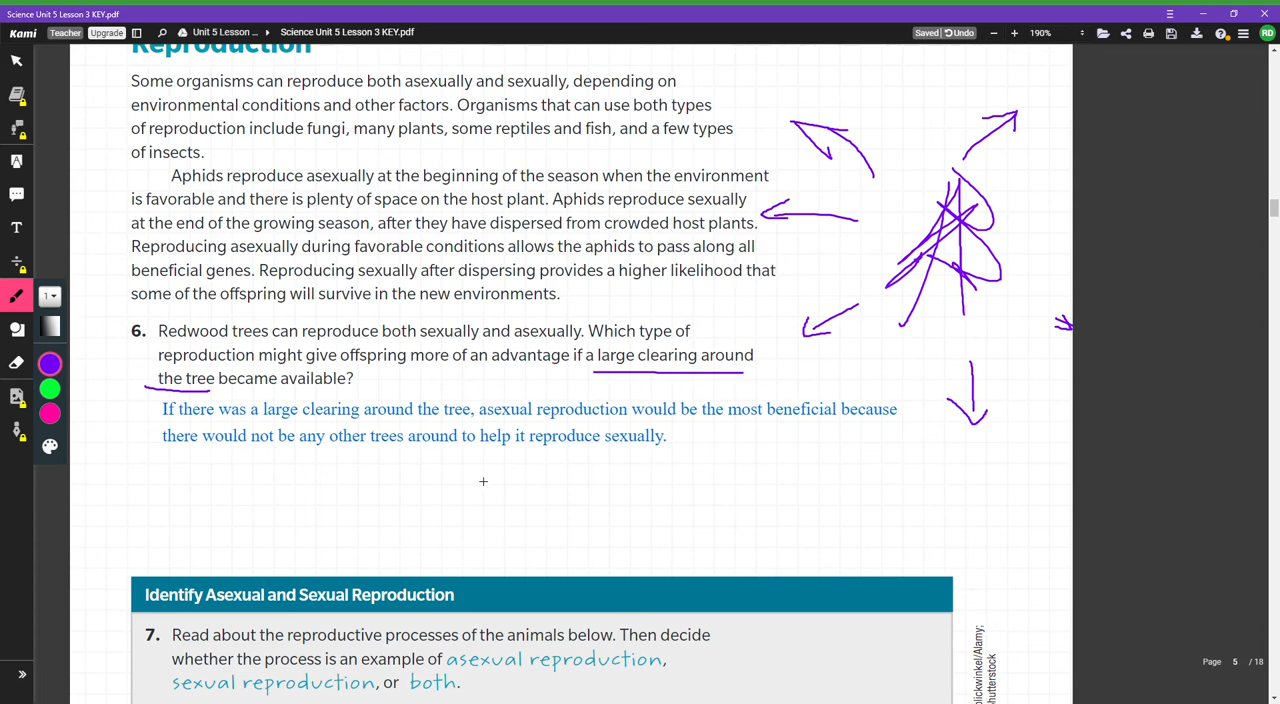 Science Unit 5 Lesson 3 KEY.pdf
Kami Teacher Upgrade Unit 5 Lesson ... Science Unit 5 Lesson 3 KEY.pdf Saved Undo 190% RD
Reproduction
Some organisms can reproduce both asexually and sexually, depending on
environmental conditions and other factors. Organisms that can use both types
of reproduction include fungi, many plants, some reptiles and fish, and a few types
of insects.
Aphids reproduce asexually at the beginning of the season when the environment
is favorable and there is plenty of space on the host plant. Aphids reproduce sexually
at the end of the growing season, after they have dispersed from crowded host plants.
Reproducing asexually during favorable conditions allows the aphids to pass along all
beneficial genes. Reproducing sexually after dispersing provides a higher likelihood that
some of the offspring will survive in the new environments.
6. Redwood trees can reproduce both sexually and asexually. Which type of
reproduction might give offspring more of an advantage if a large clearing around
the tree became available?
If there was a large clearing around the tree, asexual reproduction would be the most beneficial because
there would not be any other trees around to help it reproduce sexually.
Identify Asexual and Sexual Reproduction
7. Read about the reproductive processes of the animals below. Then decide
whether the process is an example of asexual reproduction,
sexual reproduction, or both.
Page 5 / 18